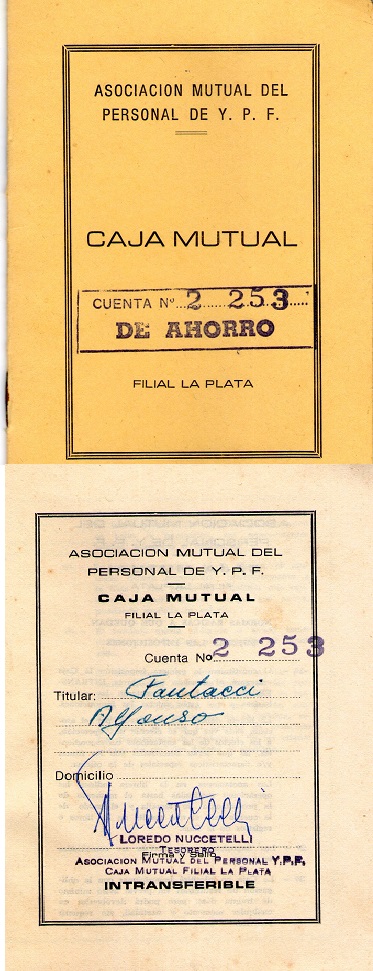 ASOCIACION MUTUAL DEL
PERSONAL DE Y. P. F.
CAJA MUTUAL
CUENTA Nº 2 253
DE AHORRO
FILIAL LA PLATA
ASOCIACION MUTUAL DEL
PERSONAL DE Y. P. F.
CAJA MUTUAL
FILIAL LA PLATA
Cuenta Nº 2 253
Titular: Fantacci
Alfonso
Domicilio
LOREDO NUCCETELLI
TESORERO
Firma y Sello
ASOCIACION MUTUAL DEL PERSONAL Y.P.F.
CAJA MUTUAL FILIAL LA PLATA
INTRANSFERIBLE